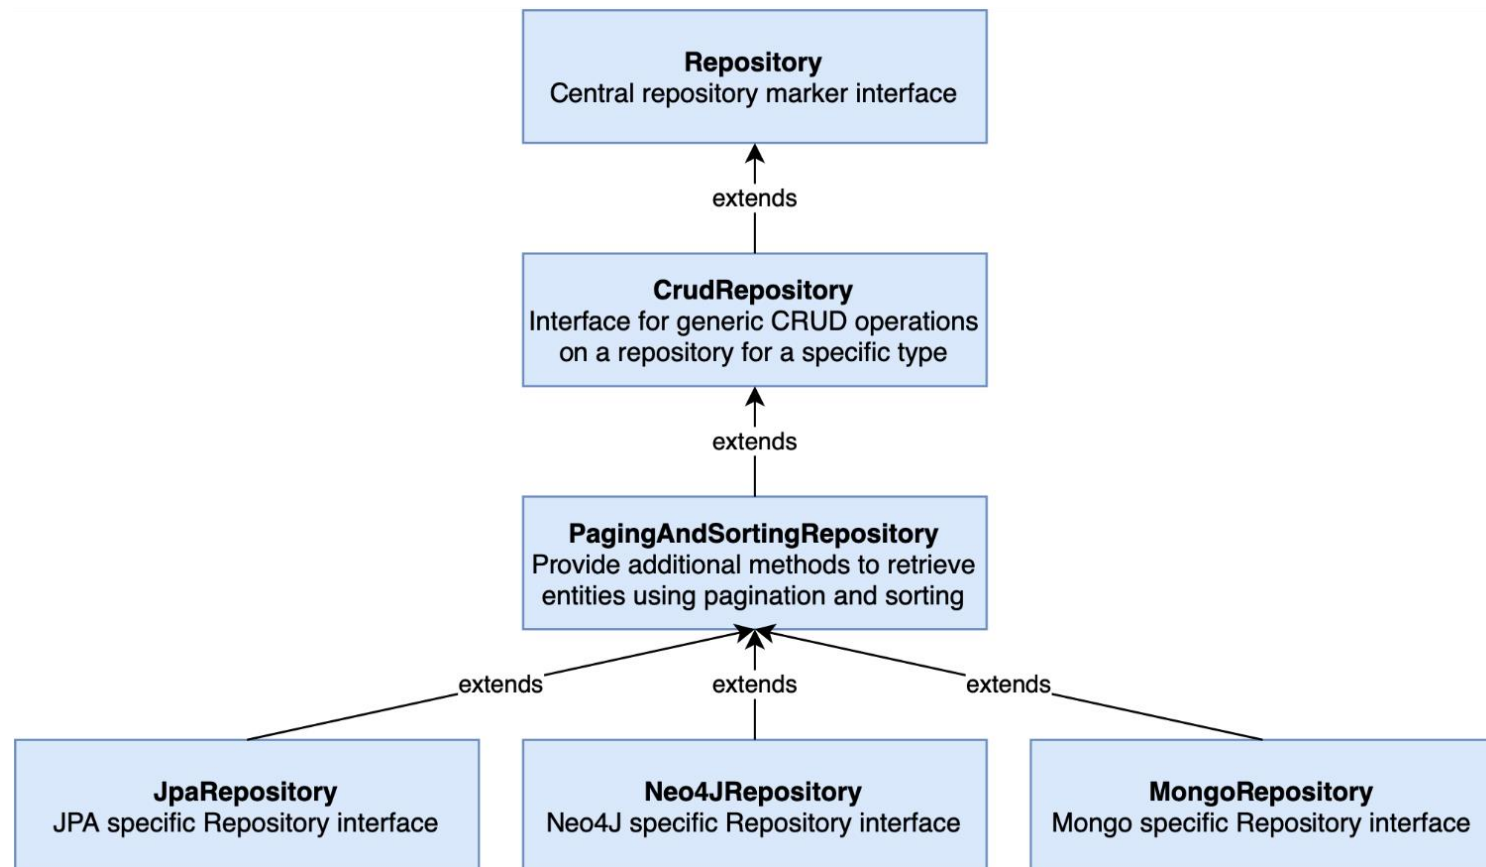 Repository
Central repository marker interface
extends
CrudRepository
Interface for generic CRUD operations
on a repository for a specific type
extends
PagingAndSortingRepository
Provide additional methods to retrieve
entities using pagination and sorting
extends
extends
extends
JpaRepository
JPA specific Repository interface
Neo4JRepository
Neo4J specific Repository interface
MongoRepository
Mongo specific Repository interface